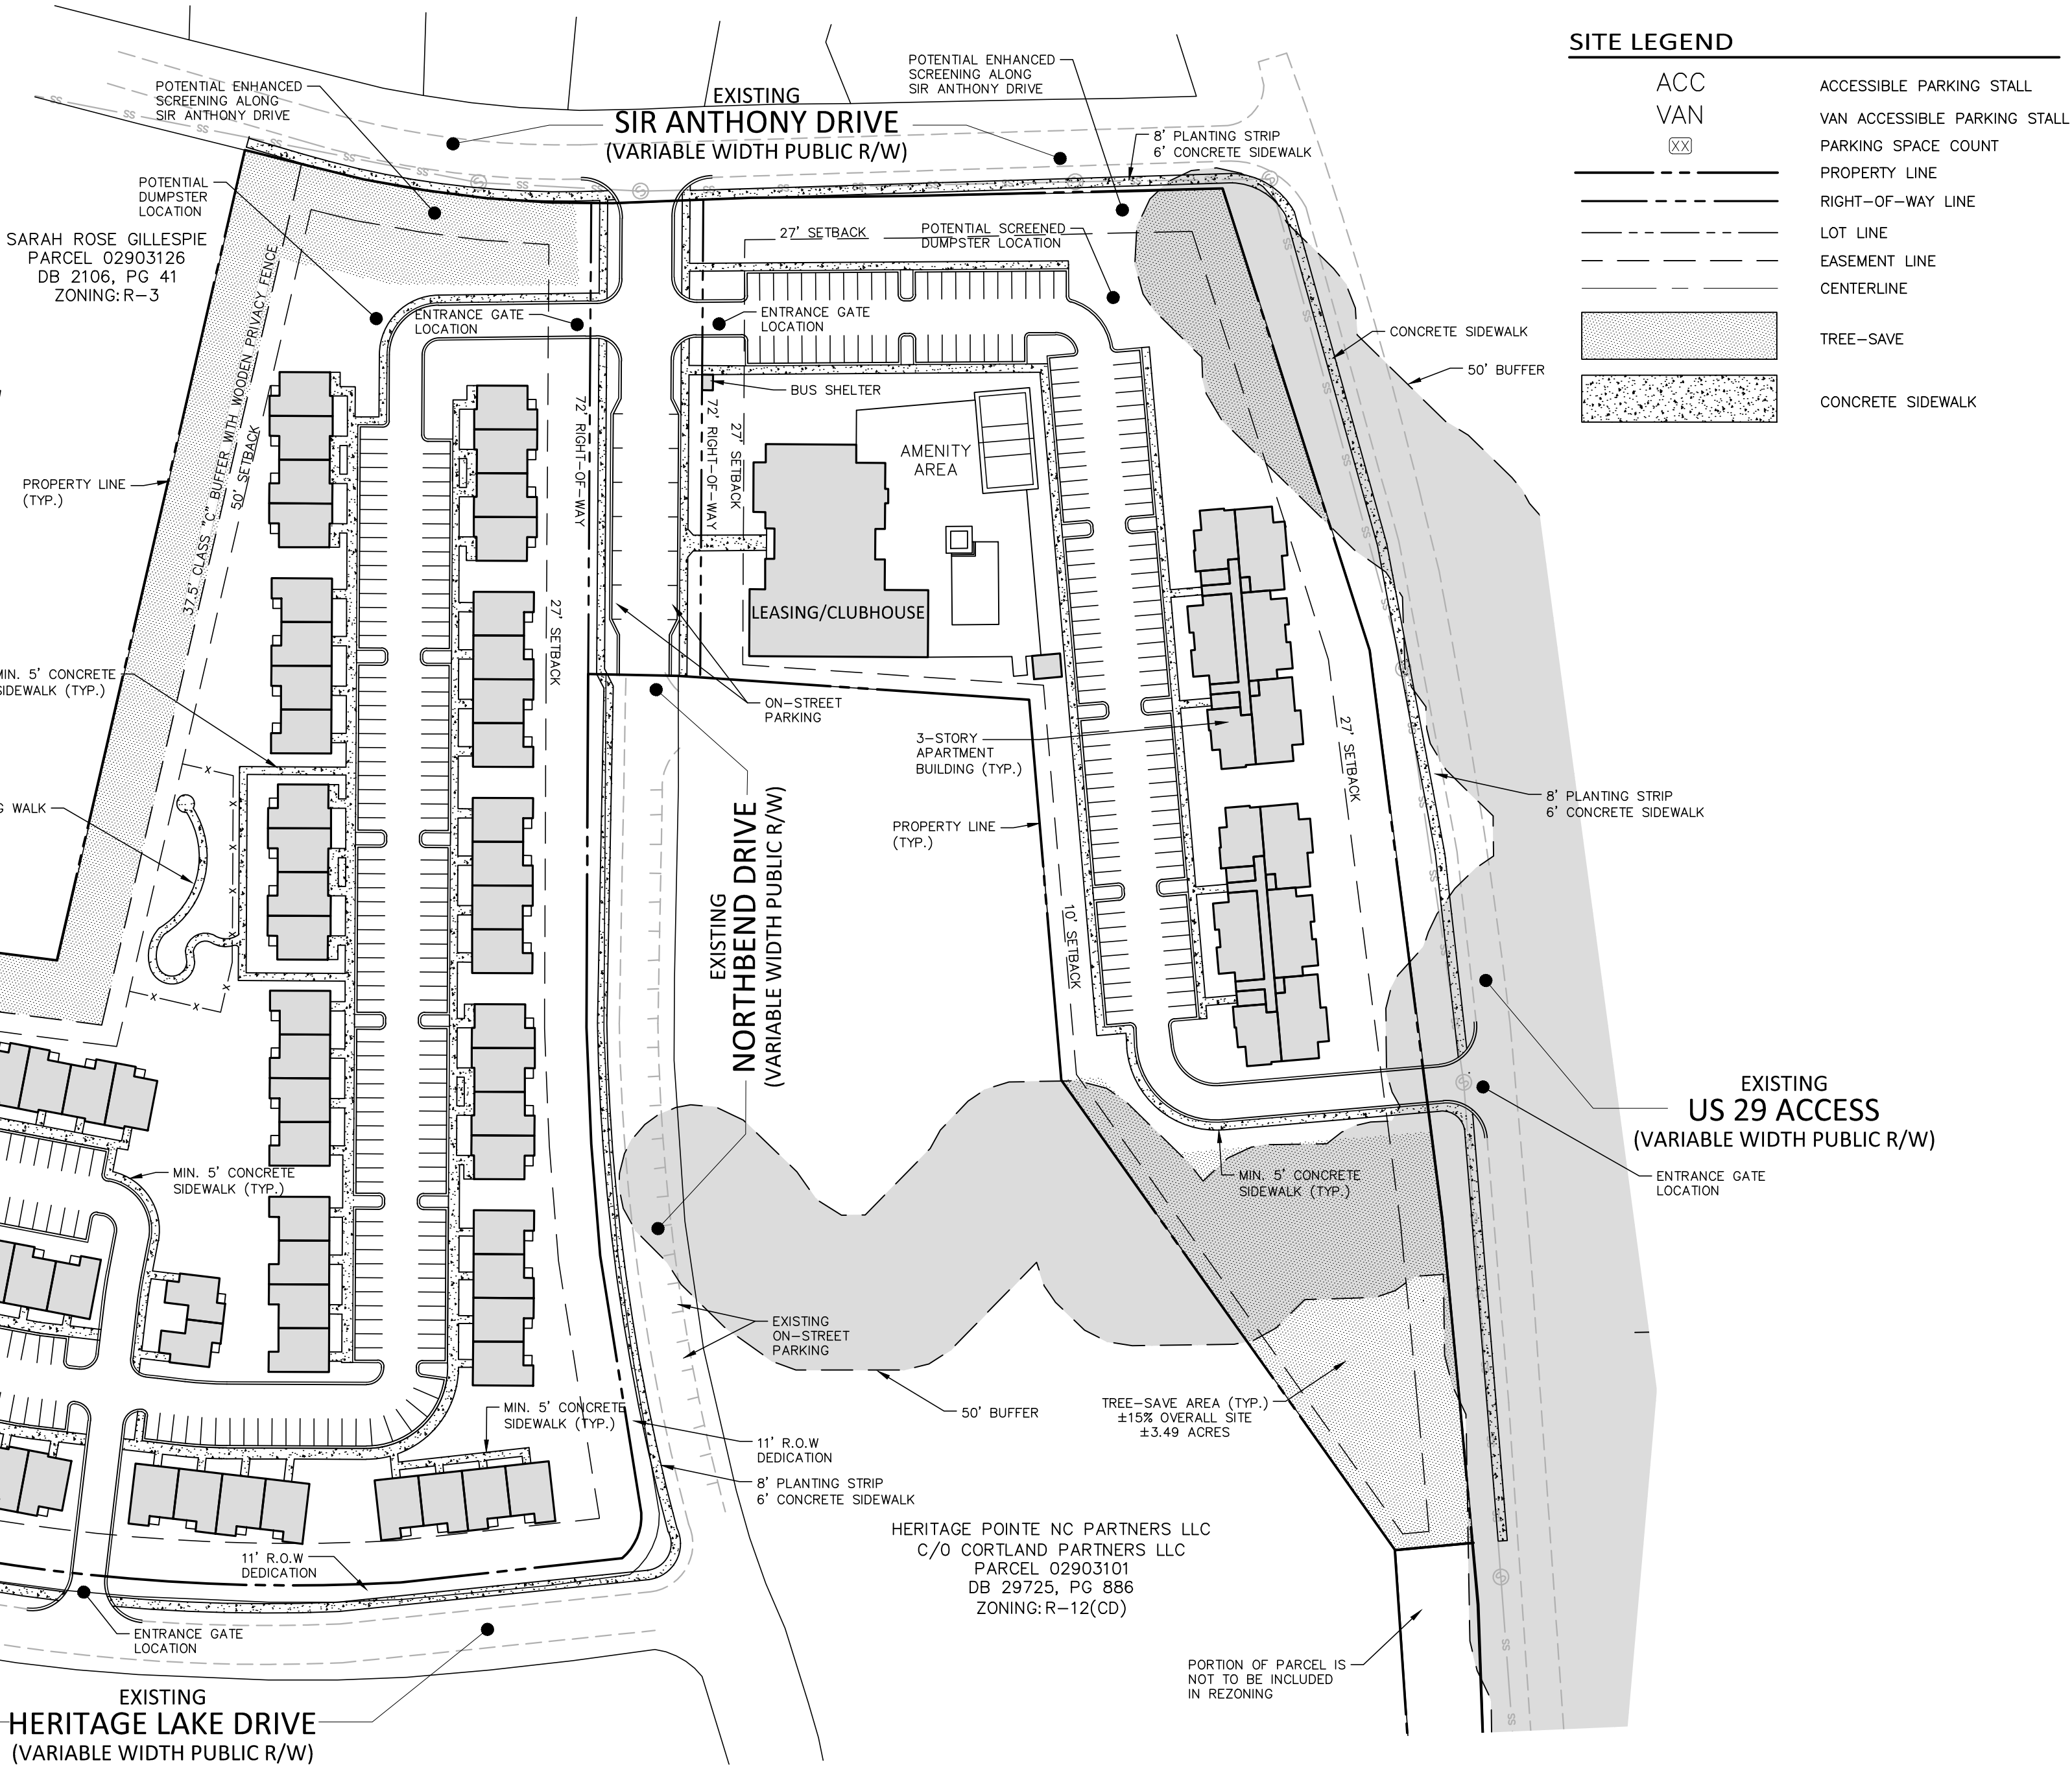 SITE LEGEND
ACC
ACCESSIBLE PARKING STALL
VAN
VAN ACCESSIBLE PARKING STALL
XX
PARKING SPACE COUNT
PROPERTY LINE
RIGHT-OF-WAY LINE
LOT LINE
EASEMENT LINE
CENTERLINE
TREE-SAVE
CONCRETE SIDEWALK
POTENTIAL ENHANCED
SCREENING ALONG
SIR ANTHONY DRIVE
EXISTING
SIR ANTHONY DRIVE
(VARIABLE WIDTH PUBLIC R/W)
POTENTIAL ENHANCED
SCREENING ALONG
SIR ANTHONY DRIVE
8' PLANTING STRIP
6' CONCRETE SIDEWALK
POTENTIAL
DUMPSTER
LOCATION
SARAH ROSE GILLESPIE
PARCEL 02903126
DB 2106, PG 41
ZONING: R-3
27' SETBACK
POTENTIAL SCREENED
DUMPSTER LOCATION
ENTRANCE GATE
LOCATION
ENTRANCE GATE
LOCATION
CONCRETE SIDEWALK
50' BUFFER
BUS SHELTER
37.5' CLASS "C" BUFFER WITH WOODEN PRIVACY FENCE
50' SETBACK
72' RIGHT-OF-WAY
72' RIGHT-OF-WAY
27' SETBACK
AMENITY
AREA
PROPERTY LINE
(TYP.)
LEASING/CLUBHOUSE
27' SETBACK
MIN. 5' CONCRETE
SIDEWALK (TYP.)
ON-STREET
PARKING
3-STORY
APARTMENT
BUILDING (TYP.)
27' SETBACK
WALK
EXISTING
NORTHBEND DRIVE
(VARIABLE WIDTH PUBLIC R/W)
PROPERTY LINE
(TYP.)
8' PLANTING STRIP
6' CONCRETE SIDEWALK
10' SETBACK
EXISTING
US 29 ACCESS
(VARIABLE WIDTH PUBLIC R/W)
ENTRANCE GATE
LOCATION
MIN. 5' CONCRETE
SIDEWALK (TYP.)
MIN. 5' CONCRETE
SIDEWALK (TYP.)
EXISTING
ON-STREET
PARKING
50' BUFFER
TREE-SAVE AREA (TYP.)
±15% OVERALL SITE
±3.49 ACRES
MIN. 5' CONCRETE
SIDEWALK (TYP.)
11' R.O.W
DEDICATION
8' PLANTING STRIP
6' CONCRETE SIDEWALK
HERITAGE POINTE NC PARTNERS LLC
C/O CORTLAND PARTNERS LLC
PARCEL 02903101
DB 29725, PG 886
ZONING: R-12(CD)
11' R.O.W
DEDICATION
ENTRANCE GATE
LOCATION
PORTION OF PARCEL IS
NOT TO BE INCLUDED
IN REZONING
EXISTING
HERITAGE LAKE DRIVE
(VARIABLE WIDTH PUBLIC R/W)